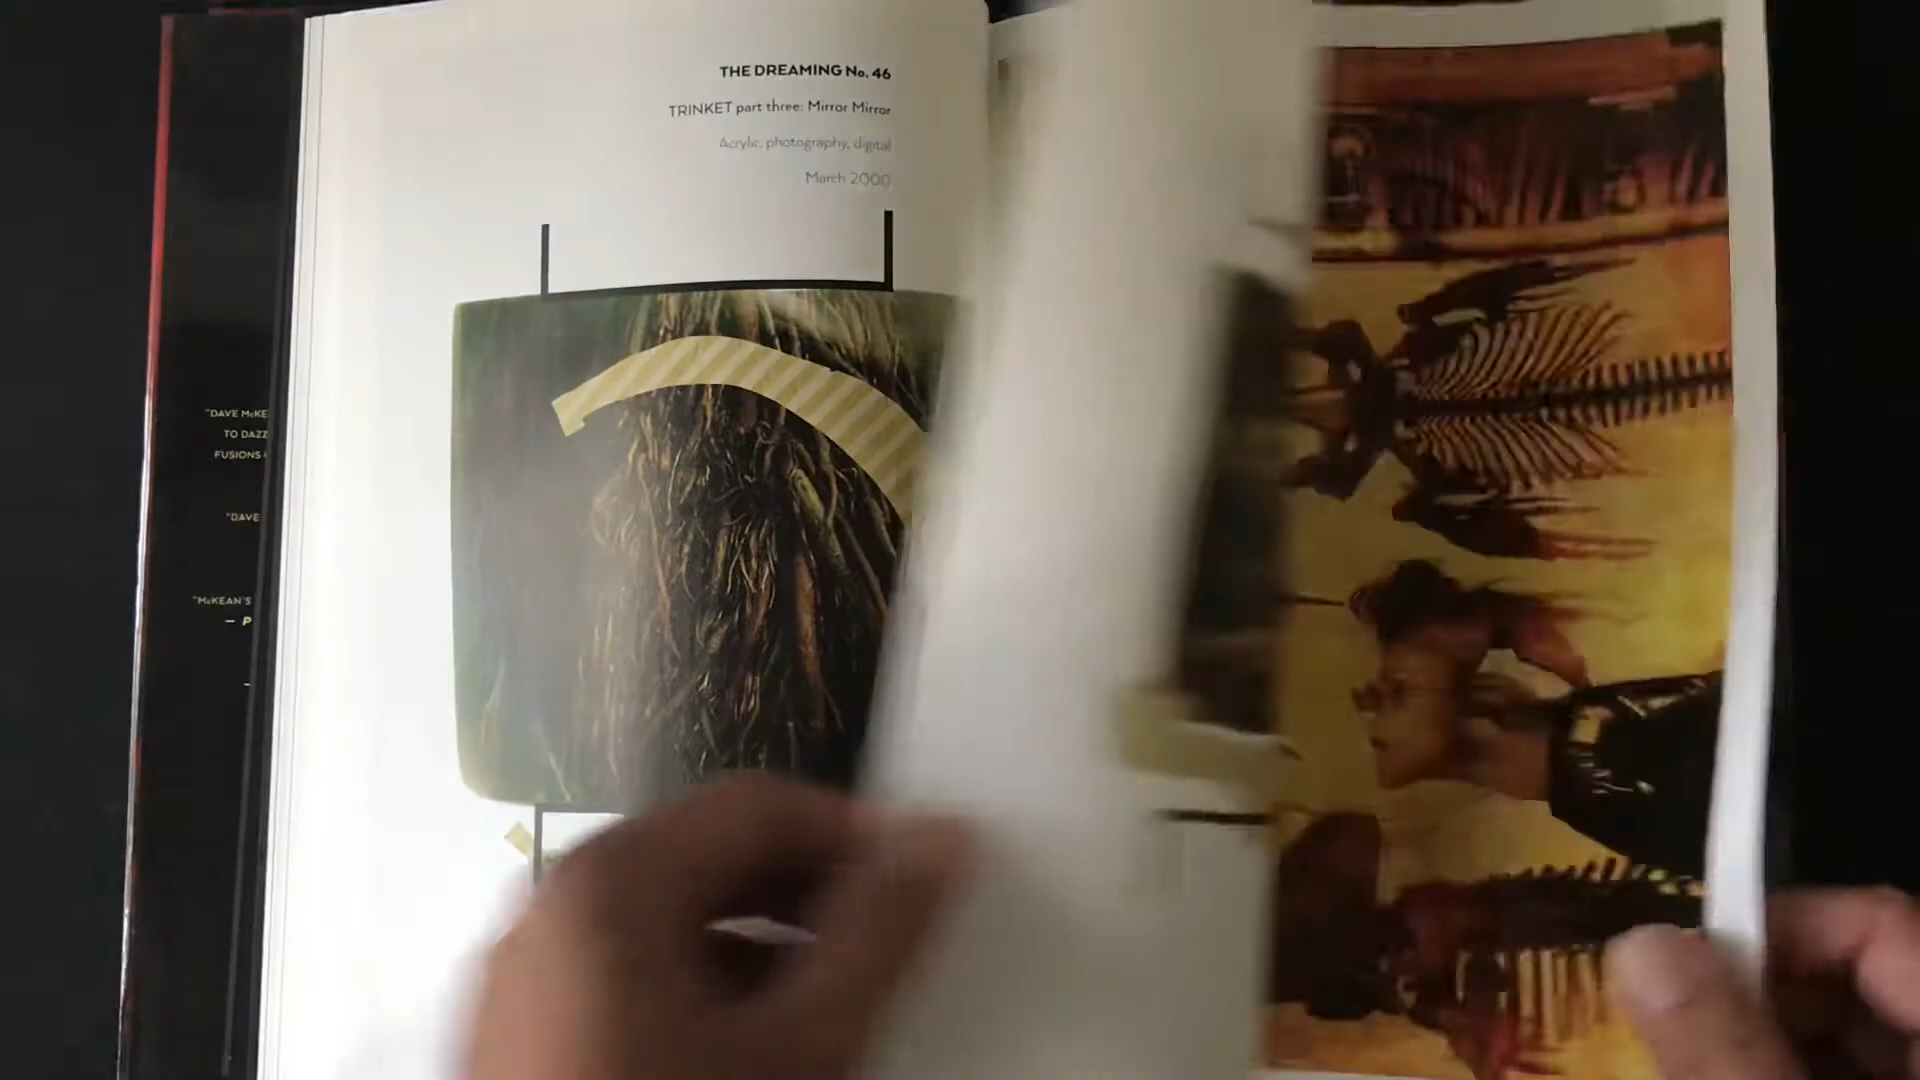 THE DREAMING No. 46
TRINKET part three: Mirror Mirror
Acrylic, photography, digital
March 2000
"DAVE McKE
TO DAZZ
FUSIONS
"DAVE
"McKEAN'S
– P